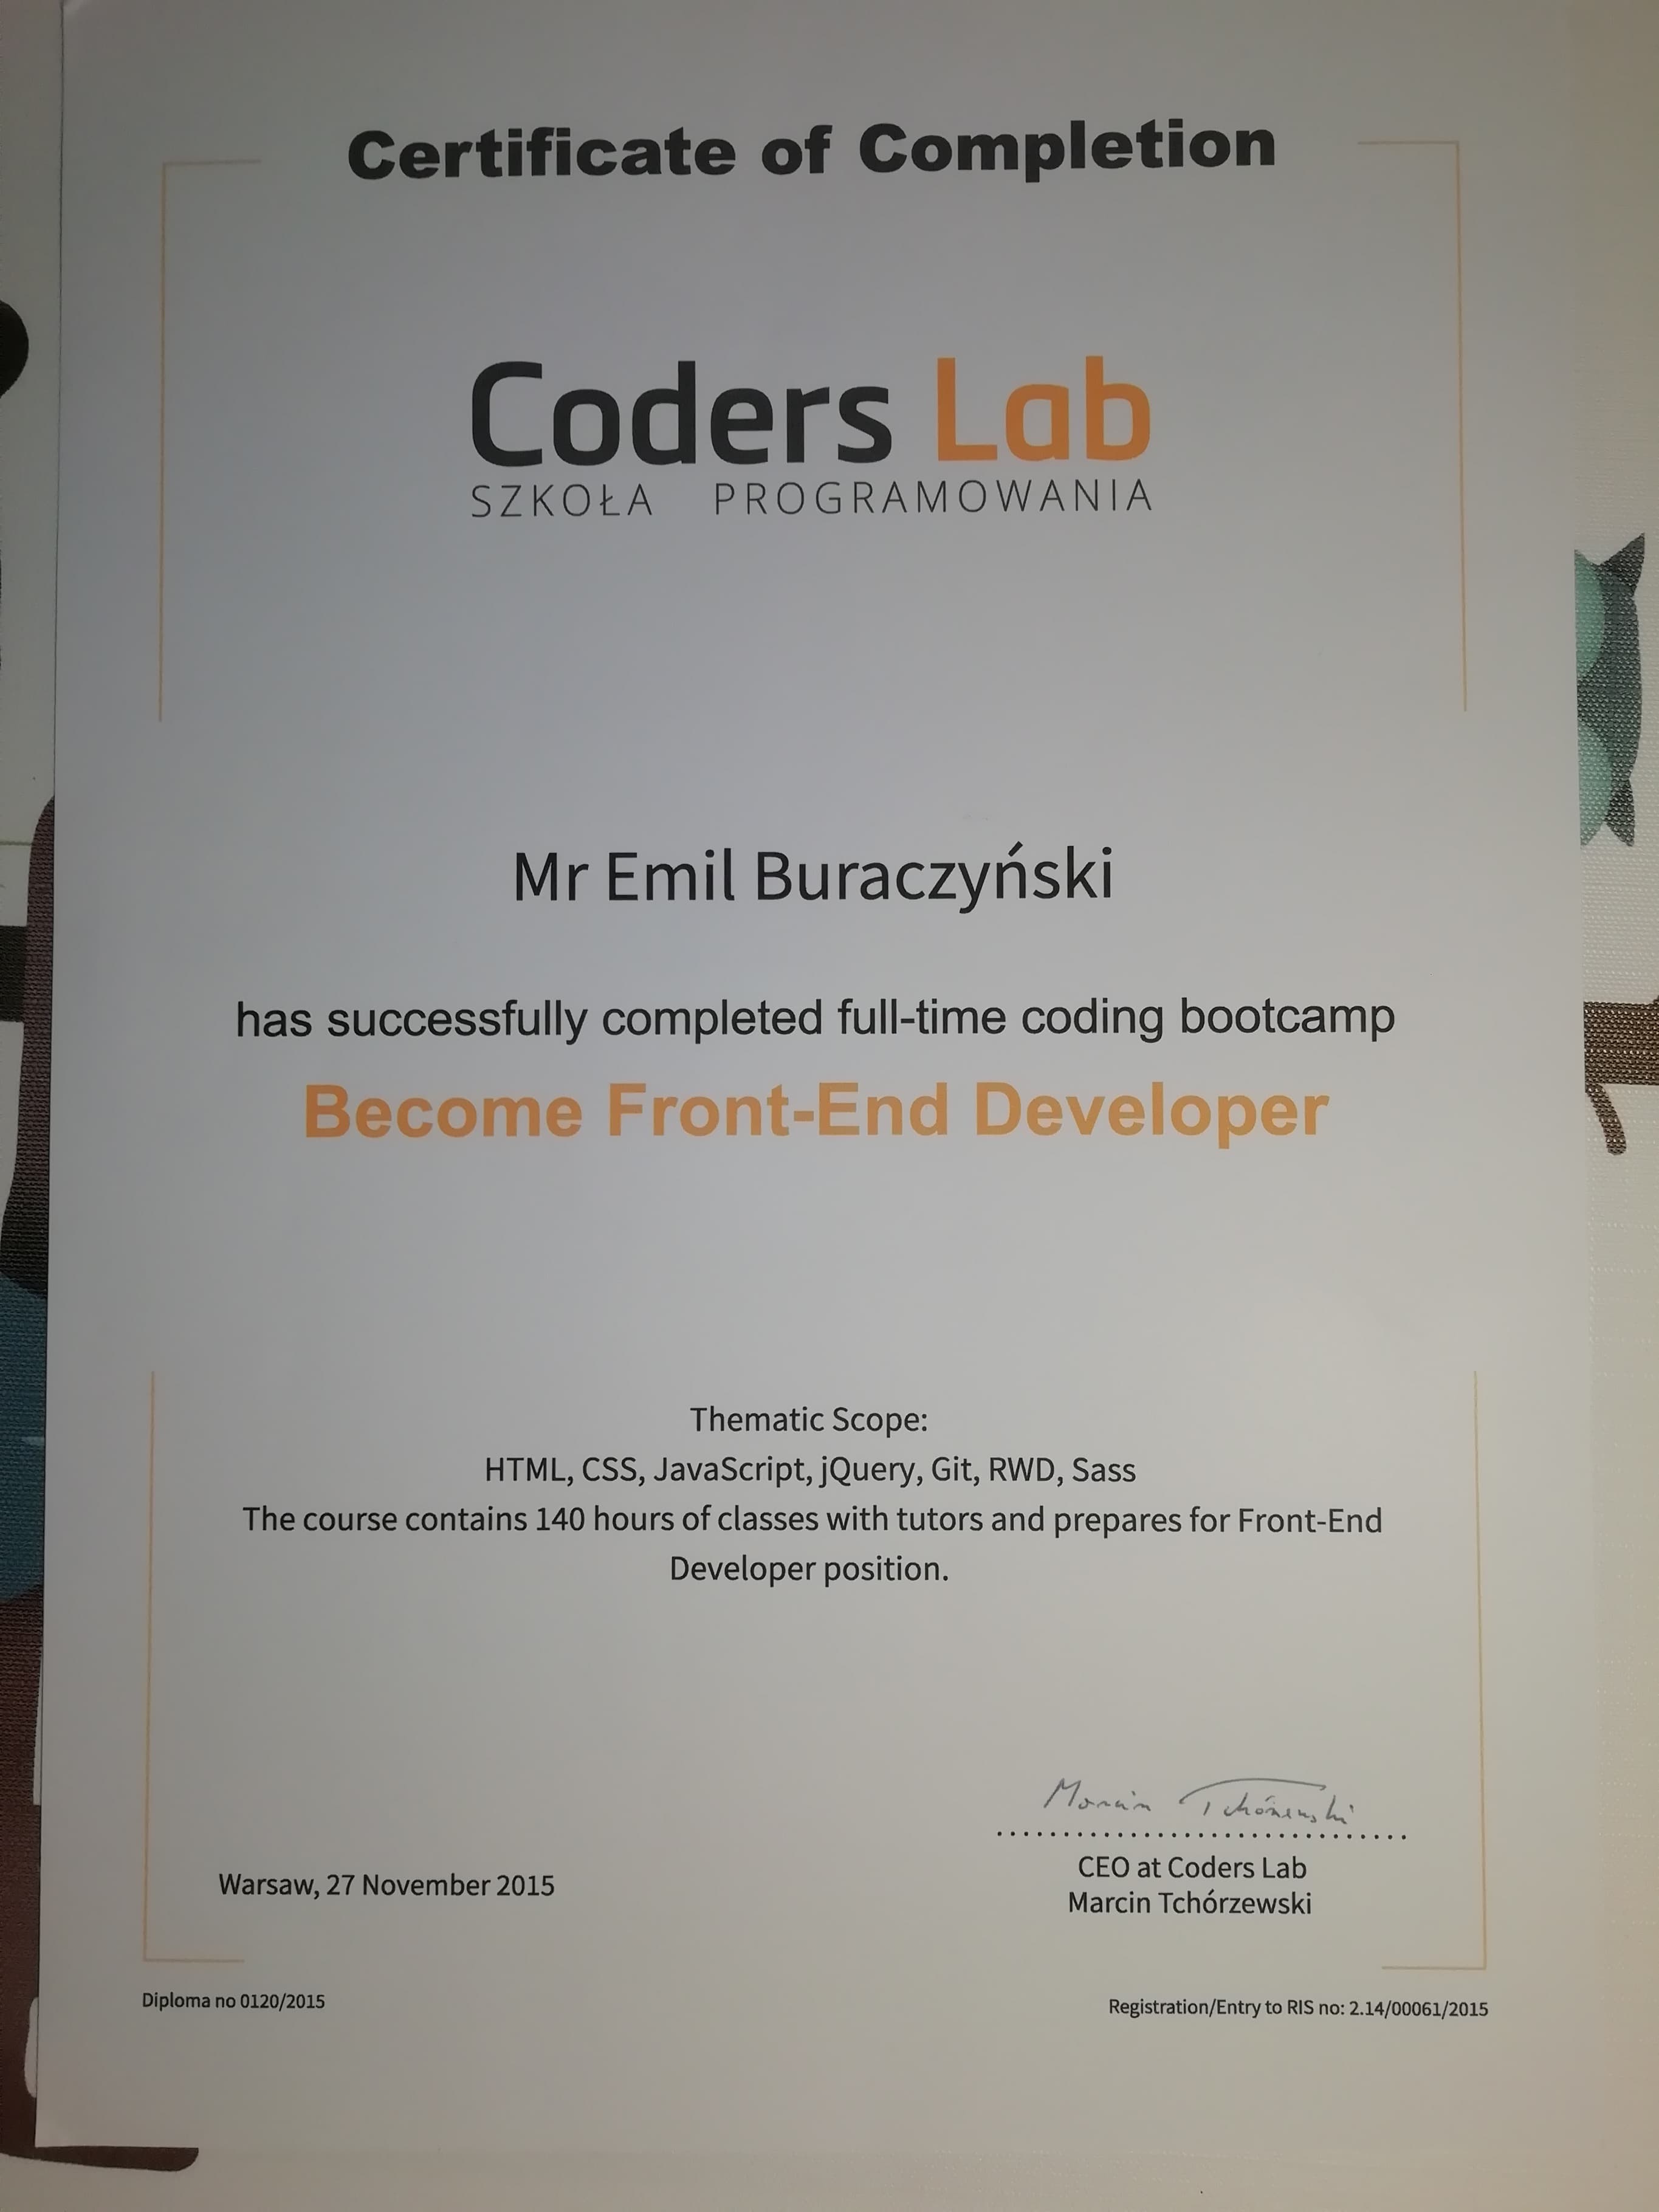 Certificate of Completion
Coders Lab
SZKOŁA PROGRAMOWANIA
Mr Emil Buraczyński
has successfully completed full-time coding bootcamp
Become Front-End Developer
Thematic Scope:
HTML, CSS, JavaScript, jQuery, Git, RWD, Sass
The course contains 140 hours of classes with tutors and prepares for Front-End
Developer position.
Marcin Tchórzewski
Warsaw, 27 November 2015
CEO at Coders Lab
Marcin Tchórzewski
Diploma no 0120/2015
Registration/Entry to RIS no: 2.14/00061/2015